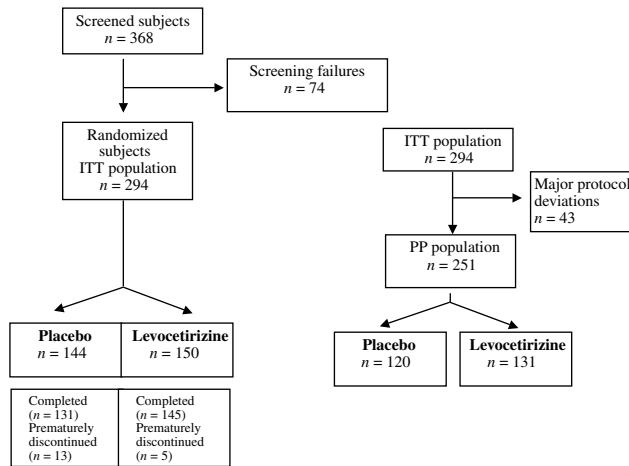 Screened subjects
n = 368
Screening failures
n = 74
Randomized
subjects
ITT population
n = 294
Placebo
n = 144
Levocetirizine
n = 150
Completed
(n = 131)
Prematurely
discontinued
(n = 13)
Completed
(n = 145)
Prematurely
discontinued
(n = 5)
ITT population
n = 294
Major protocol
deviations
n = 43
PP population
n = 251
Placebo
n = 120
Levocetirizine
n = 131